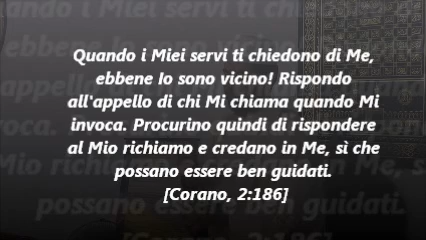 Quando i Miei servi ti chiedono di Me,
ebbene Io sono vicino! Rispondo
all'appello di chi Mi chiama quando Mi
invoca. Procurino quindi di rispondere
al Mio richiamo e credano in Me, sì che
possano essere ben guidati.
[Corano, 2:186]